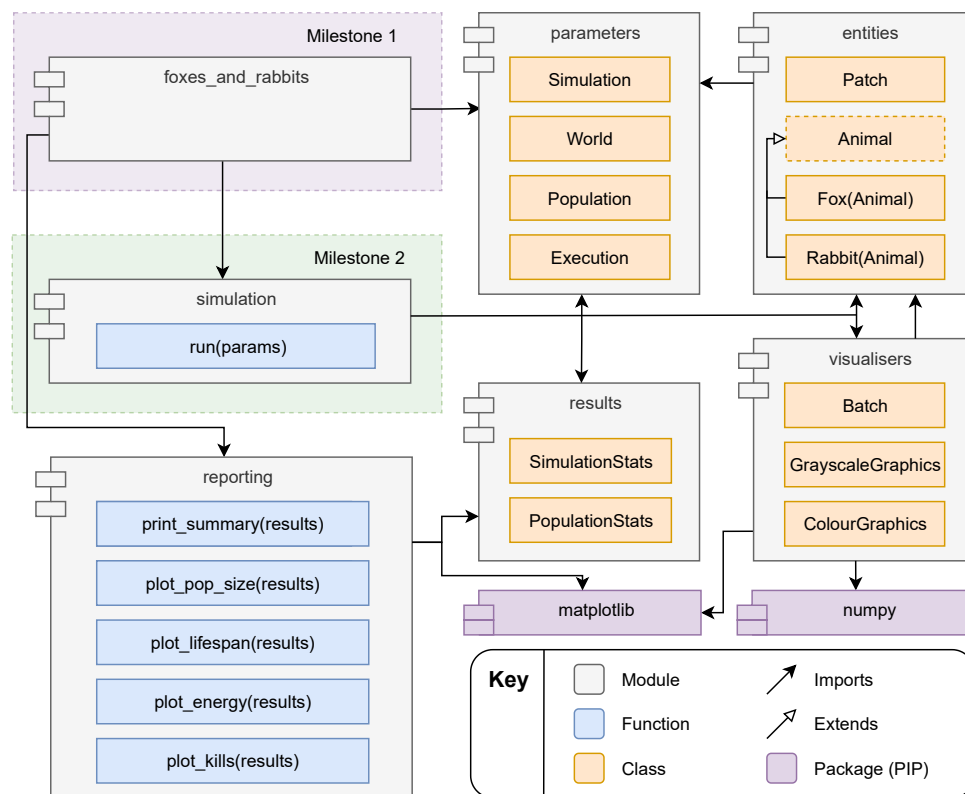 Milestone 1
foxes_and_rabbits
parameters
Simulation
World
Population
Execution
entities
Patch
Animal
Fox(Animal)
Rabbit(Animal)
Milestone 2
simulation
run(params)
results
SimulationStats
PopulationStats
visualisers
Batch
GrayscaleGraphics
ColourGraphics
reporting
print_summary(results)
plot_pop_size(results)
plot_lifespan(results)
plot_energy(results)
plot_kills(results)
matplotlib
numpy
Key
Module
Function
Class
Imports
Extends
Package (PIP)